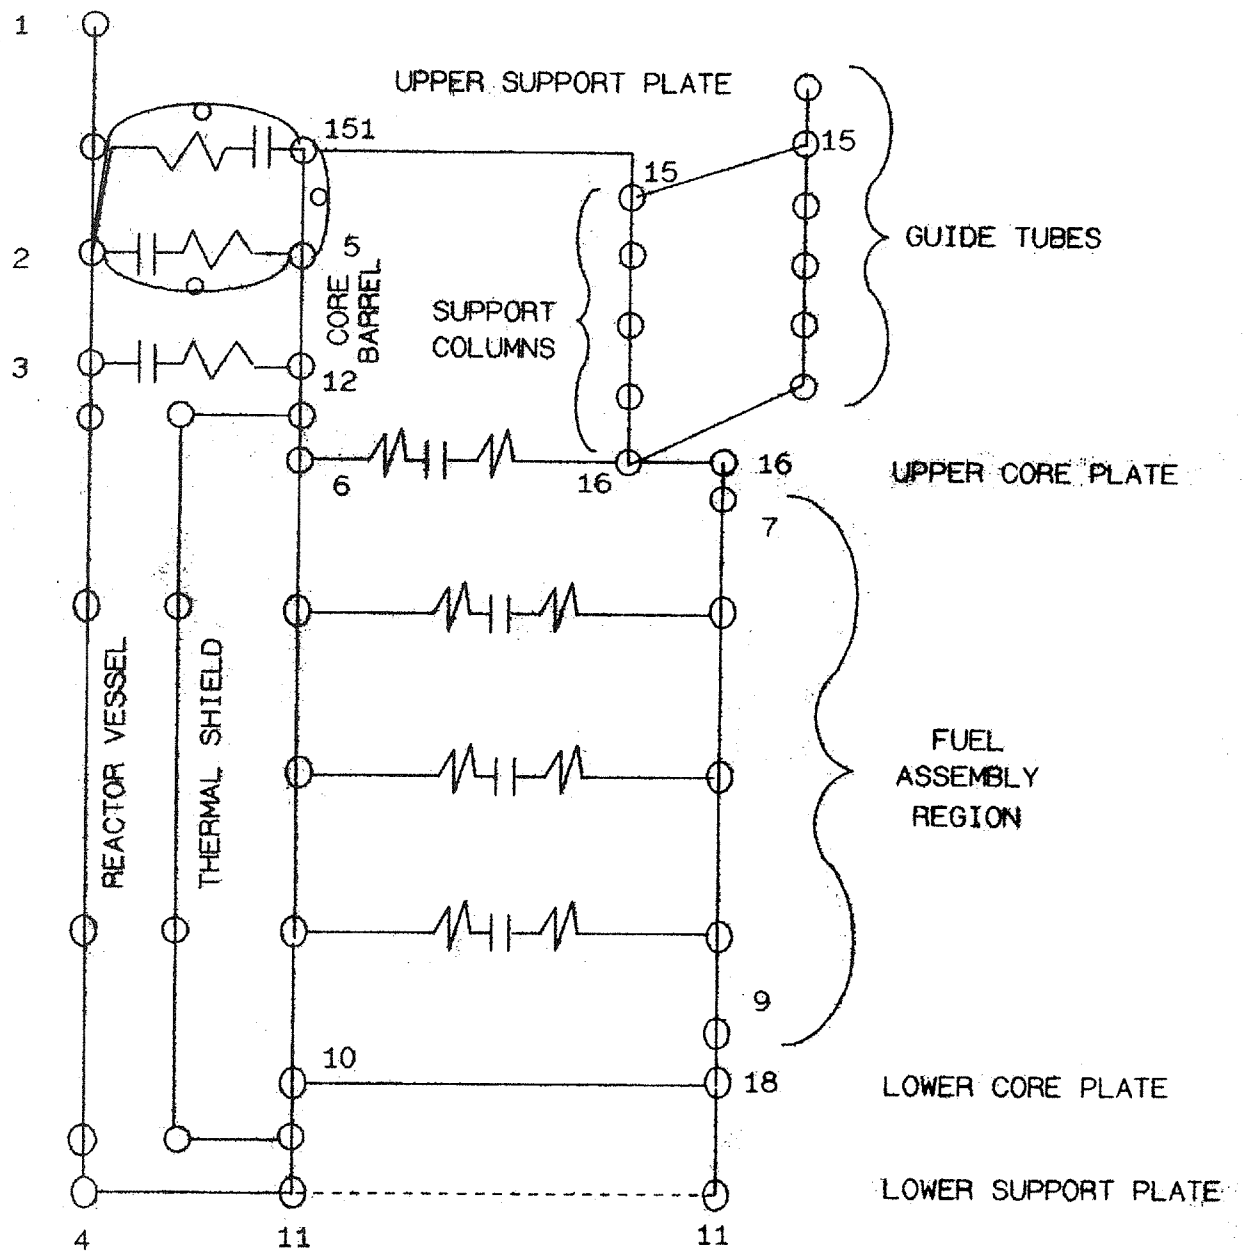 1
UPPER SUPPORT PLATE
151
15
15
2
5
GUIDE TUBES
CORE
BARREL
SUPPORT
COLUMNS
3
12
6
16
16
UPPER CORE PLATE
7
REACTOR VESSEL
THERMAL SHIELD
FUEL
ASSEMBLY
REGION
9
10
18
LOWER CORE PLATE
LOWER SUPPORT PLATE
4
11
11